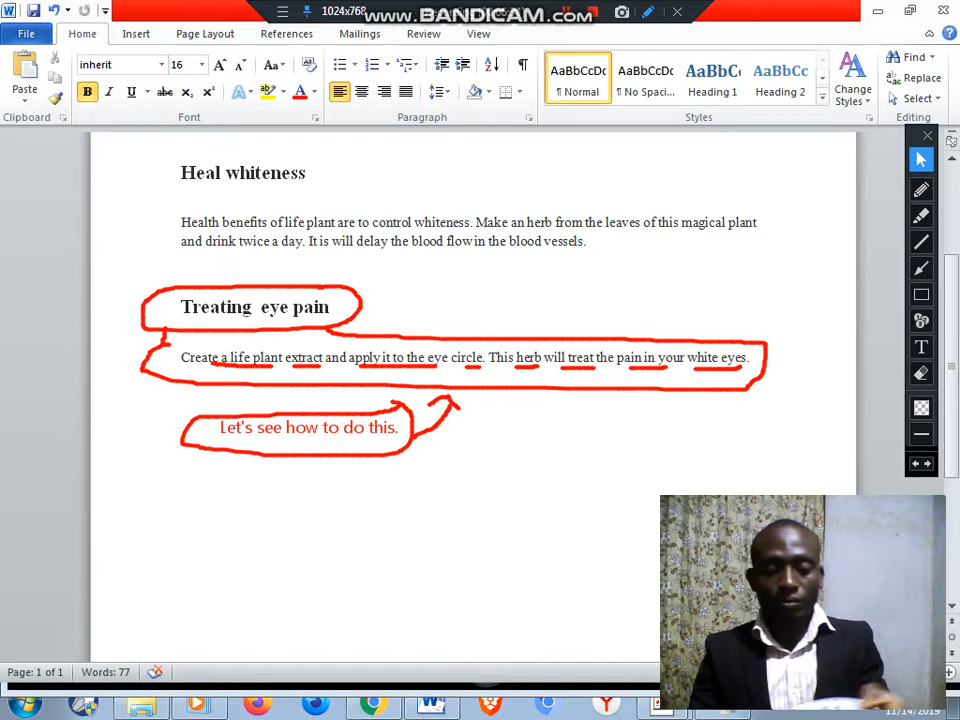 1024x768
www.BANDICAM.com
File Home Insert Page Layout References Mailings Review View
inherit 16 Aa
AaBbCcDc AaBbCcDc AaBbCc AaBbCc
¶ Normal ¶ No Spaci... Heading 1 Heading 2
Paste
B I U abc x₂ x² A ab A
Change Styles
Find
Replace
Select
Clipboard Font Paragraph Styles Editing
Heal whiteness
Health benefits of life plant are to control whiteness. Make an herb from the leaves of this magical plant
and drink twice a day. It is will delay the blood flow in the blood vessels.
Treating eye pain
Create a life plant extract and apply it to the eye circle. This herb will treat the pain in your white eyes.
Let's see how to do this.
T
Page: 1 of 1 Words: 77
11/14/2019